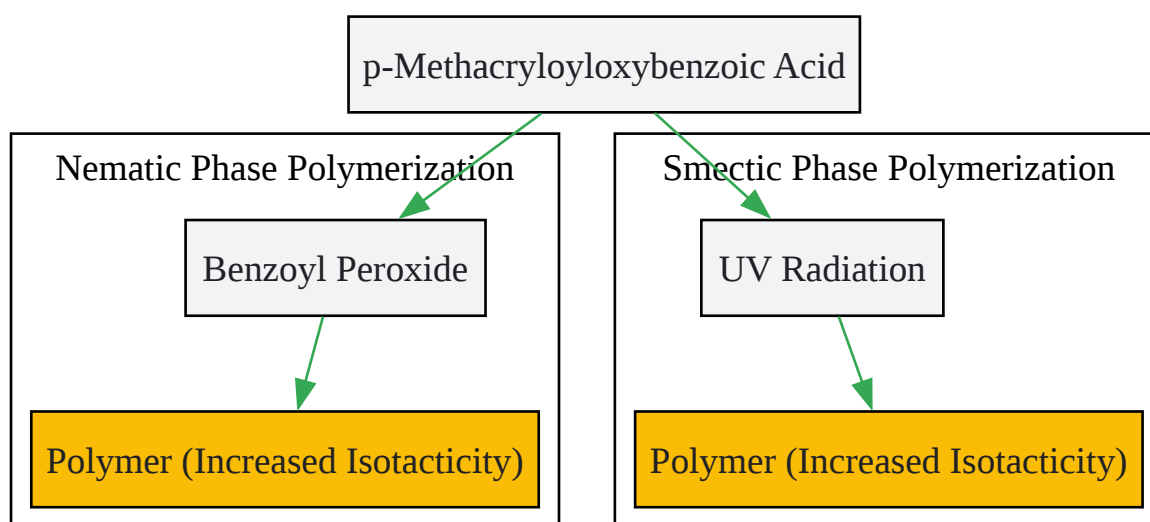 p-Methacryloyloxybenzoic Acid
Nematic Phase Polymerization
Smectic Phase Polymerization
Benzoyl Peroxide
UV Radiation
Polymer (Increased Isotacticity)
Polymer (Increased Isotacticity)